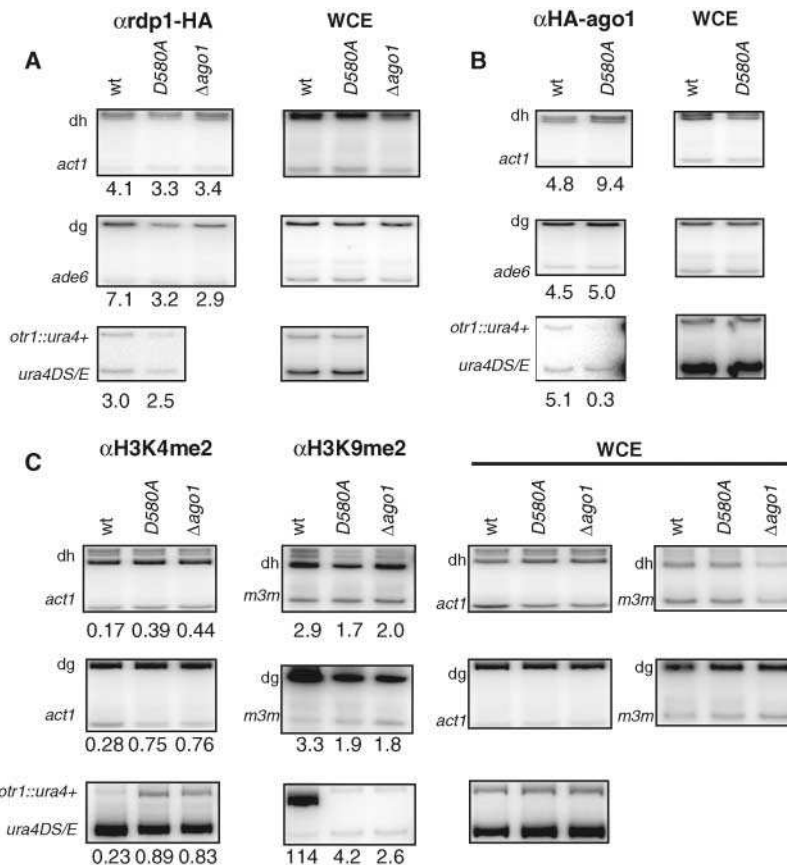 αrdp1-HA WCE
A
wt D580A Δago1 wt D580A Δago1
dh
act1
4.1 3.3 3.4
dg
ade6
7.1 3.2 2.9
otr1::ura4+
ura4DS/E
3.0 2.5
αHA-ago1 WCE
B
wt D580A wt D580A
dh
act1
4.8 9.4
dg
ade6
4.5 5.0
otr1::ura4+
ura4DS/E
5.1 0.3
αH3K4me2 αH3K9me2 WCE
C
wt D580A Δago1 wt D580A Δago1 wt D580A Δago1 wt D580A Δago1
dh dh dh dh
act1 m3m act1 m3m
0.17 0.39 0.44 2.9 1.7 2.0
dg dg dg dg
act1 m3m act1 m3m
0.28 0.75 0.76 3.3 1.9 1.8
otr1::ura4+
ura4DS/E
0.23 0.89 0.83 114 4.2 2.6